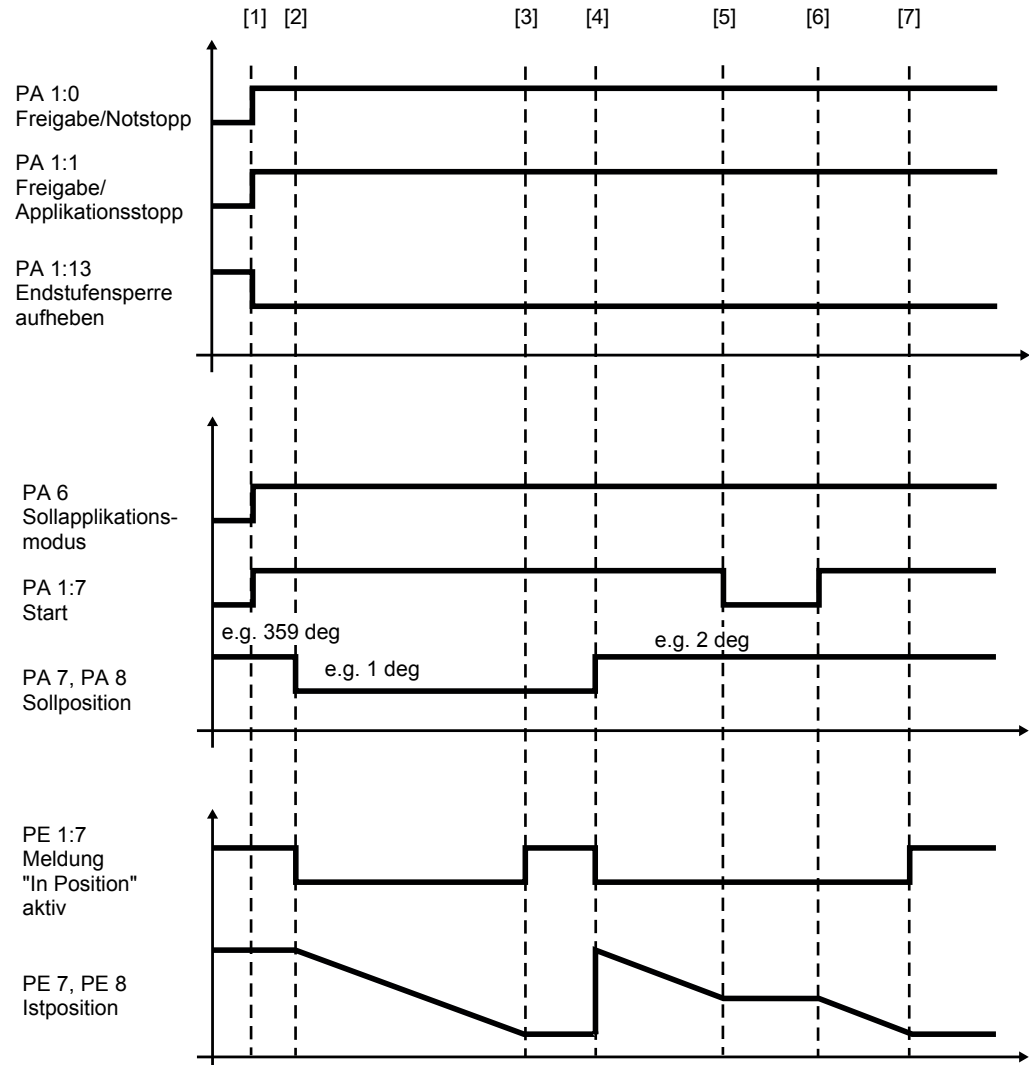 [1] [2] [3] [4] [5] [6] [7]
PA 1:0
Freigabe/Notstopp
PA 1:1
Freigabe/
Applikationsstopp
PA 1:13
Endstufensperre
aufheben
PA 6
Sollapplikations-
modus
PA 1:7
Start
e.g. 359 deg
e.g. 1 deg
e.g. 2 deg
PA 7, PA 8
Sollposition
PE 1:7
Meldung
"In Position"
aktiv
PE 7, PE 8
Istposition